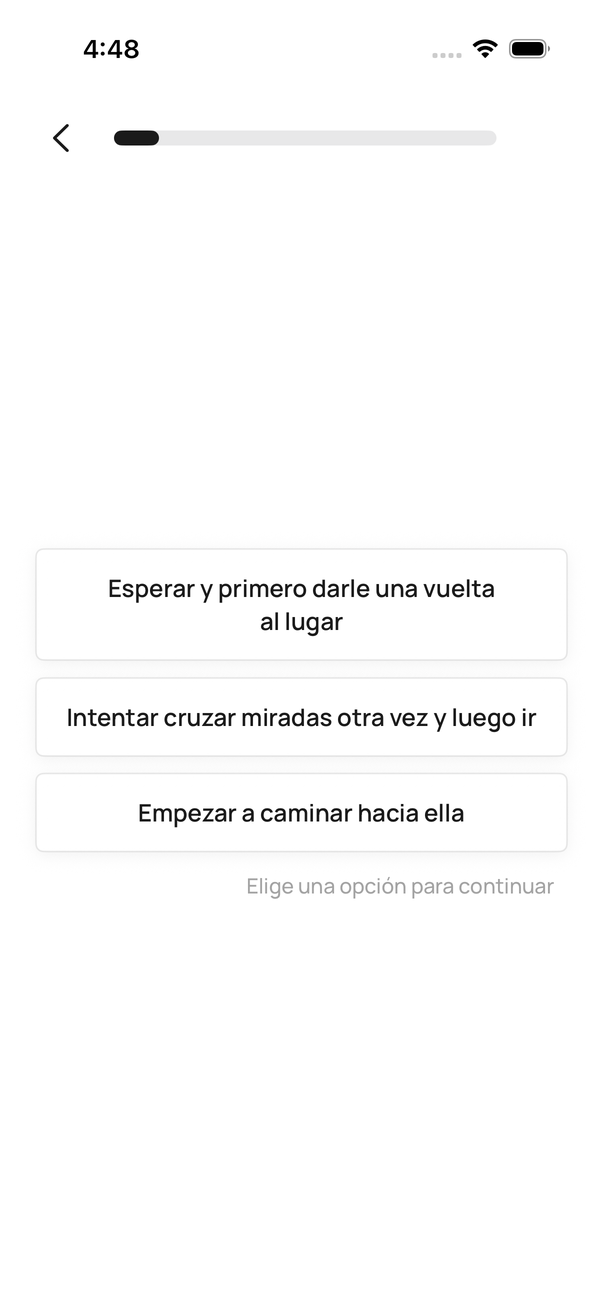 4:48
Esperar y primero darle una vuelta
al lugar
Intentar cruzar miradas otra vez y luego ir
Empezar a caminar hacia ella
Elige una opción para continuar